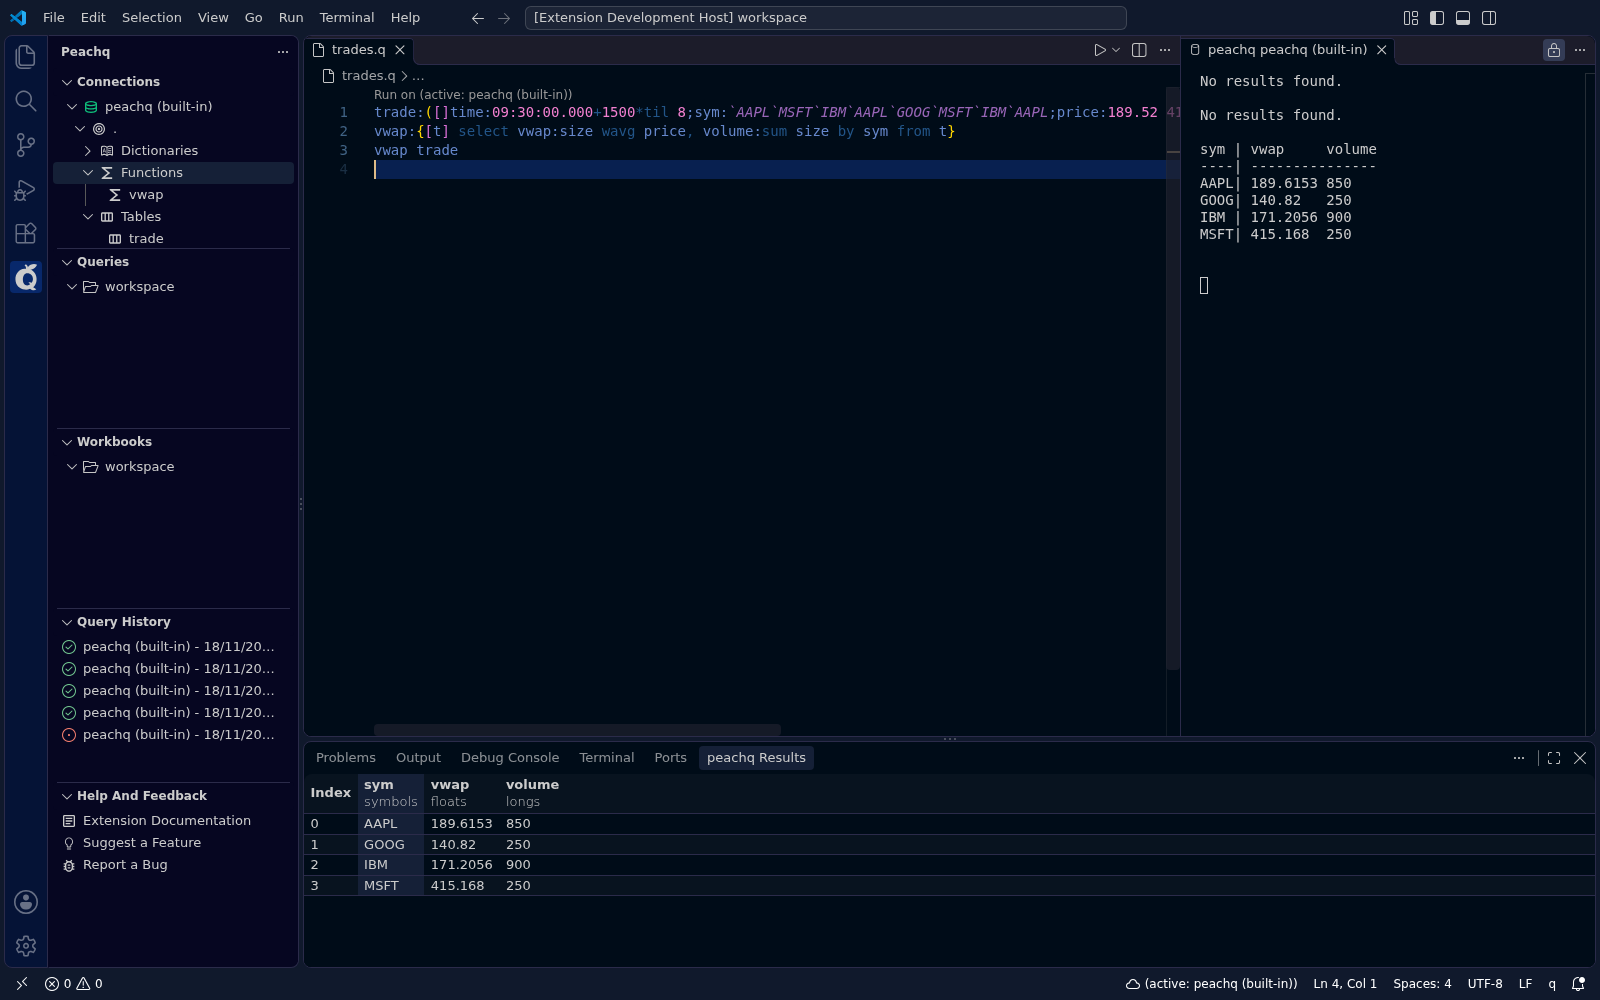 File Edit Selection View Go Run Terminal Help
[Extension Development Host] workspace
Peachq
Connections
peachq (built-in)
.
Dictionaries
Functions
vwap
Tables
trade
Queries
workspace
Workbooks
workspace
Query History
peachq (built-in) - 18/11/20...
peachq (built-in) - 18/11/20...
peachq (built-in) - 18/11/20...
peachq (built-in) - 18/11/20...
peachq (built-in) - 18/11/20...
Help And Feedback
Extension Documentation
Suggest a Feature
Report a Bug
trades.q
trades.q > ...
Run on (active: peachq (built-in))
1 trade:([]time:09:30:00.000+1500*til 8;sym:`AAPL`MSFT`IBM`AAPL`GOOG`MSFT`IBM`AAPL;price:189.52 41
2 vwap:{[t] select vwap:size wavg price, volume:sum size by sym from t}
3 vwap trade
4
peachq peachq (built-in)
No results found.
No results found.
sym | vwap     volume
----| ---------------
AAPL| 189.6153 850
GOOG| 140.82   250
IBM | 171.2056 900
MSFT| 415.168  250
Problems Output Debug Console Terminal Ports peachq Results
Index sym vwap volume
symbols floats longs
0 AAPL 189.6153 850
1 GOOG 140.82 250
2 IBM 171.2056 900
3 MSFT 415.168 250
0 0 (active: peachq (built-in)) Ln 4, Col 1 Spaces: 4 UTF-8 LF q